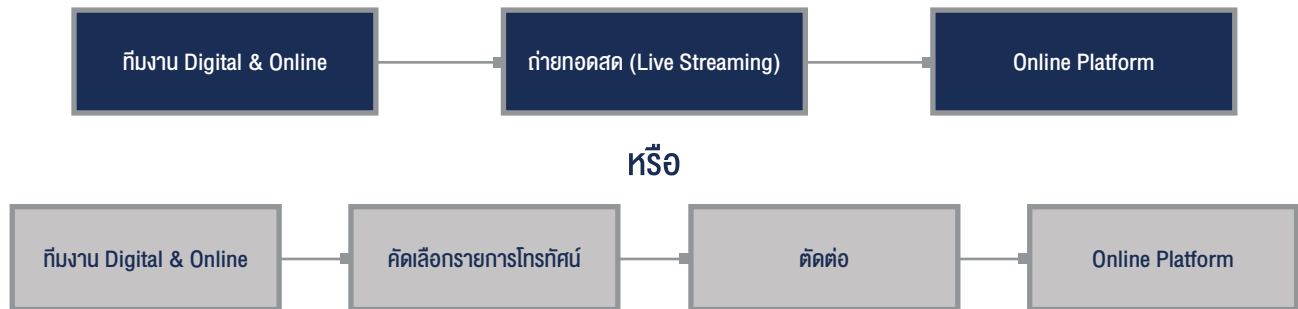 ทีมงาน Digital & Online
ถ่ายทอดสด (Live Streaming)
Online Platform
หรือ
ทีมงาน Digital & Online
คัดเลือกรายการโทรทัศน์
ตัดต่อ
Online Platform